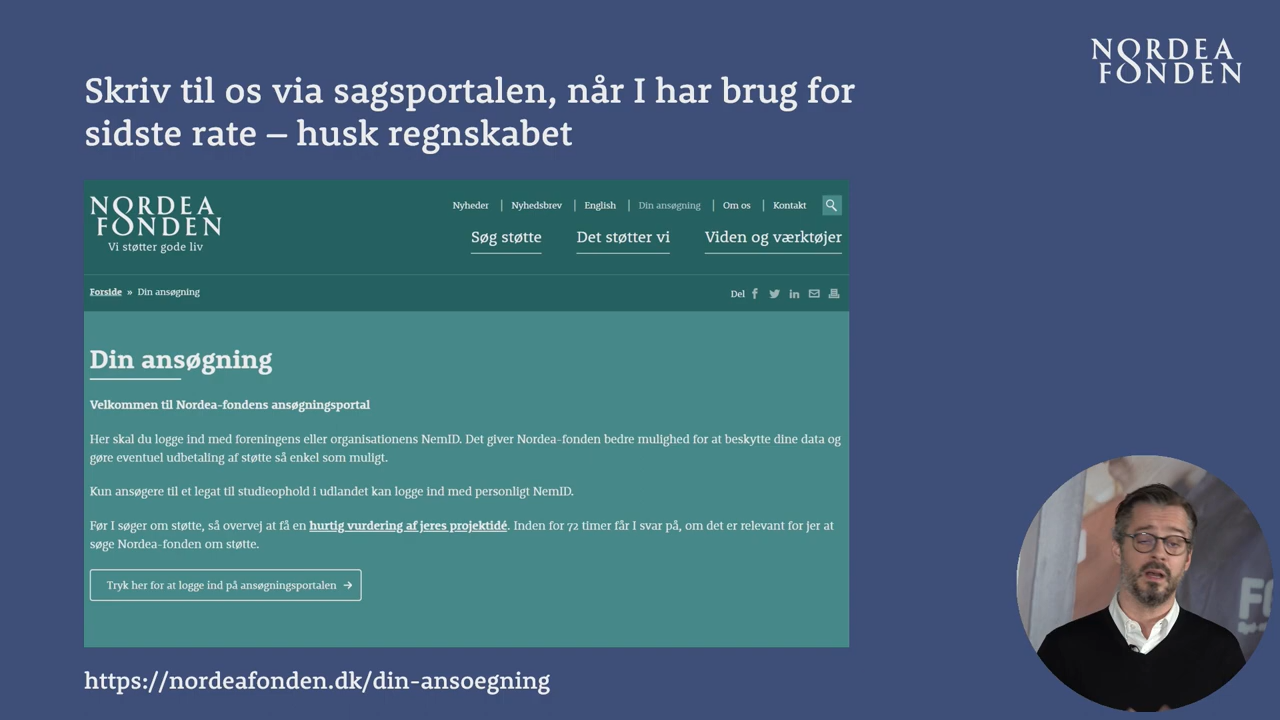 NORDEA
FONDEN
Skriv til os via sagsportalen, når I har brug for
sidste rate – husk regnskabet
NORDEA
FONDEN
Vi støtter gode liv
Nyheder | Nyhedsbrev | English | Din ansøgning | Om os | Kontakt
Søg støtte Det støtter vi Viden og værktøjer
Forside » Din ansøgning
Del
Din ansøgning
Velkommen til Nordea-fondens ansøgningsportal
Her skal du logge ind med foreningens eller organisationens NemID. Det giver Nordea-fonden bedre mulighed for at beskytte dine data og
gøre eventuel udbetaling af støtte så enkel som muligt.
Kun ansøgere til et legat til studieophold i udlandet kan logge ind med personligt NemID.
Før I søger om støtte, så overvej at få en hurtig vurdering af jeres projektidé. Inden for 72 timer får I svar på, om det er relevant for jer at
søge Nordea-fonden om støtte.
Tryk her for at logge ind på ansøgningsportalen →
https://nordeafonden.dk/din-ansoegning